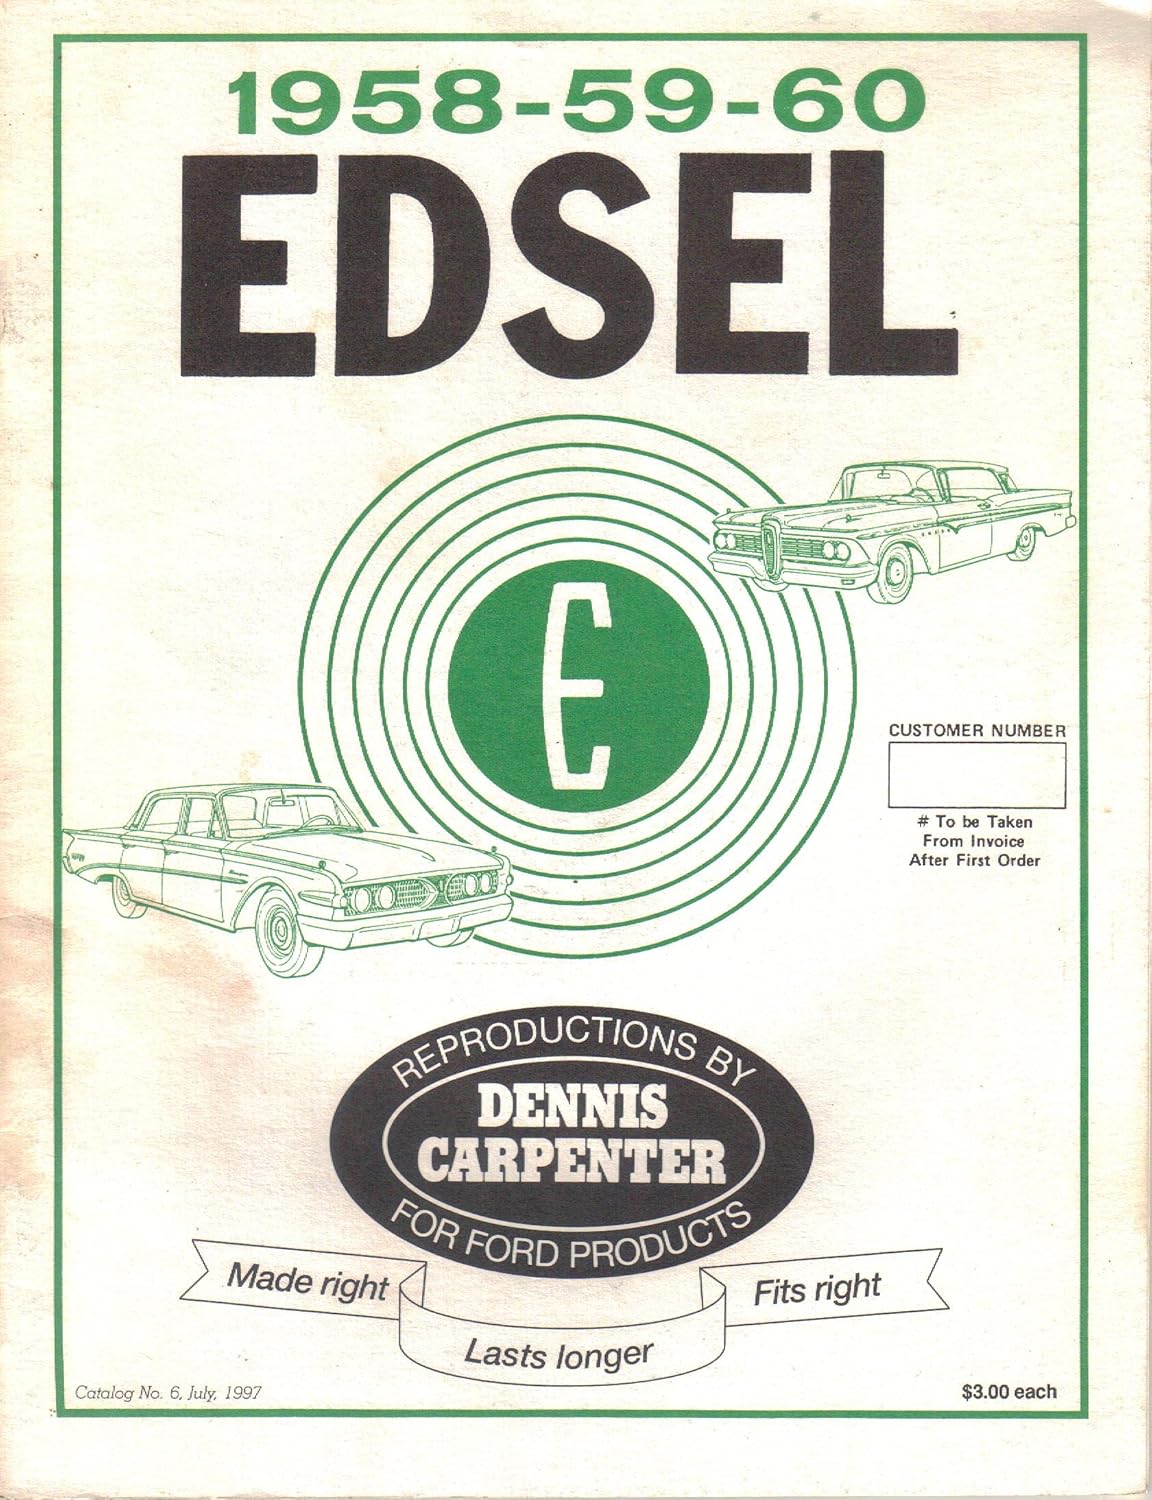 1958-59-60
EDSEL
E
CUSTOMER NUMBER
# To be Taken
From Invoice
After First Order
REPRODUCTIONS BY
DENNIS
CARPENTER
FOR FORD PRODUCTS
Made right
Lasts longer
Fits right
Catalog No. 6, July, 1997
$3.00 each